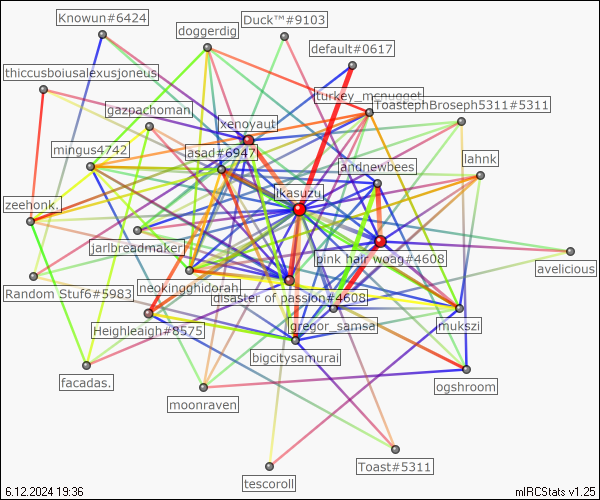 Knowun#6424
Duck™#9103
doggerdig
default#0617
thiccusboiusalexusjoneus
turkey_mcnugget
gazpachoman.
ToastephBroseph5311#5311
xenoyaut
mingus4742
asad#6947
andnewbees
lahnk
ikasuzu.
zeehonk.
jarlbreadmaker
pink hair woag#4608
avelicious
Random Stuf6#5983
neokingghidorah
disaster of passion#4608
Heighleaigh#8575
gregor_samsa
mukszi
bigcitysamurai
facadas.
ogshroom
moonraven
tescoroll
Toast#5311
6.12.2024 19:36
mIRCStats v1.25